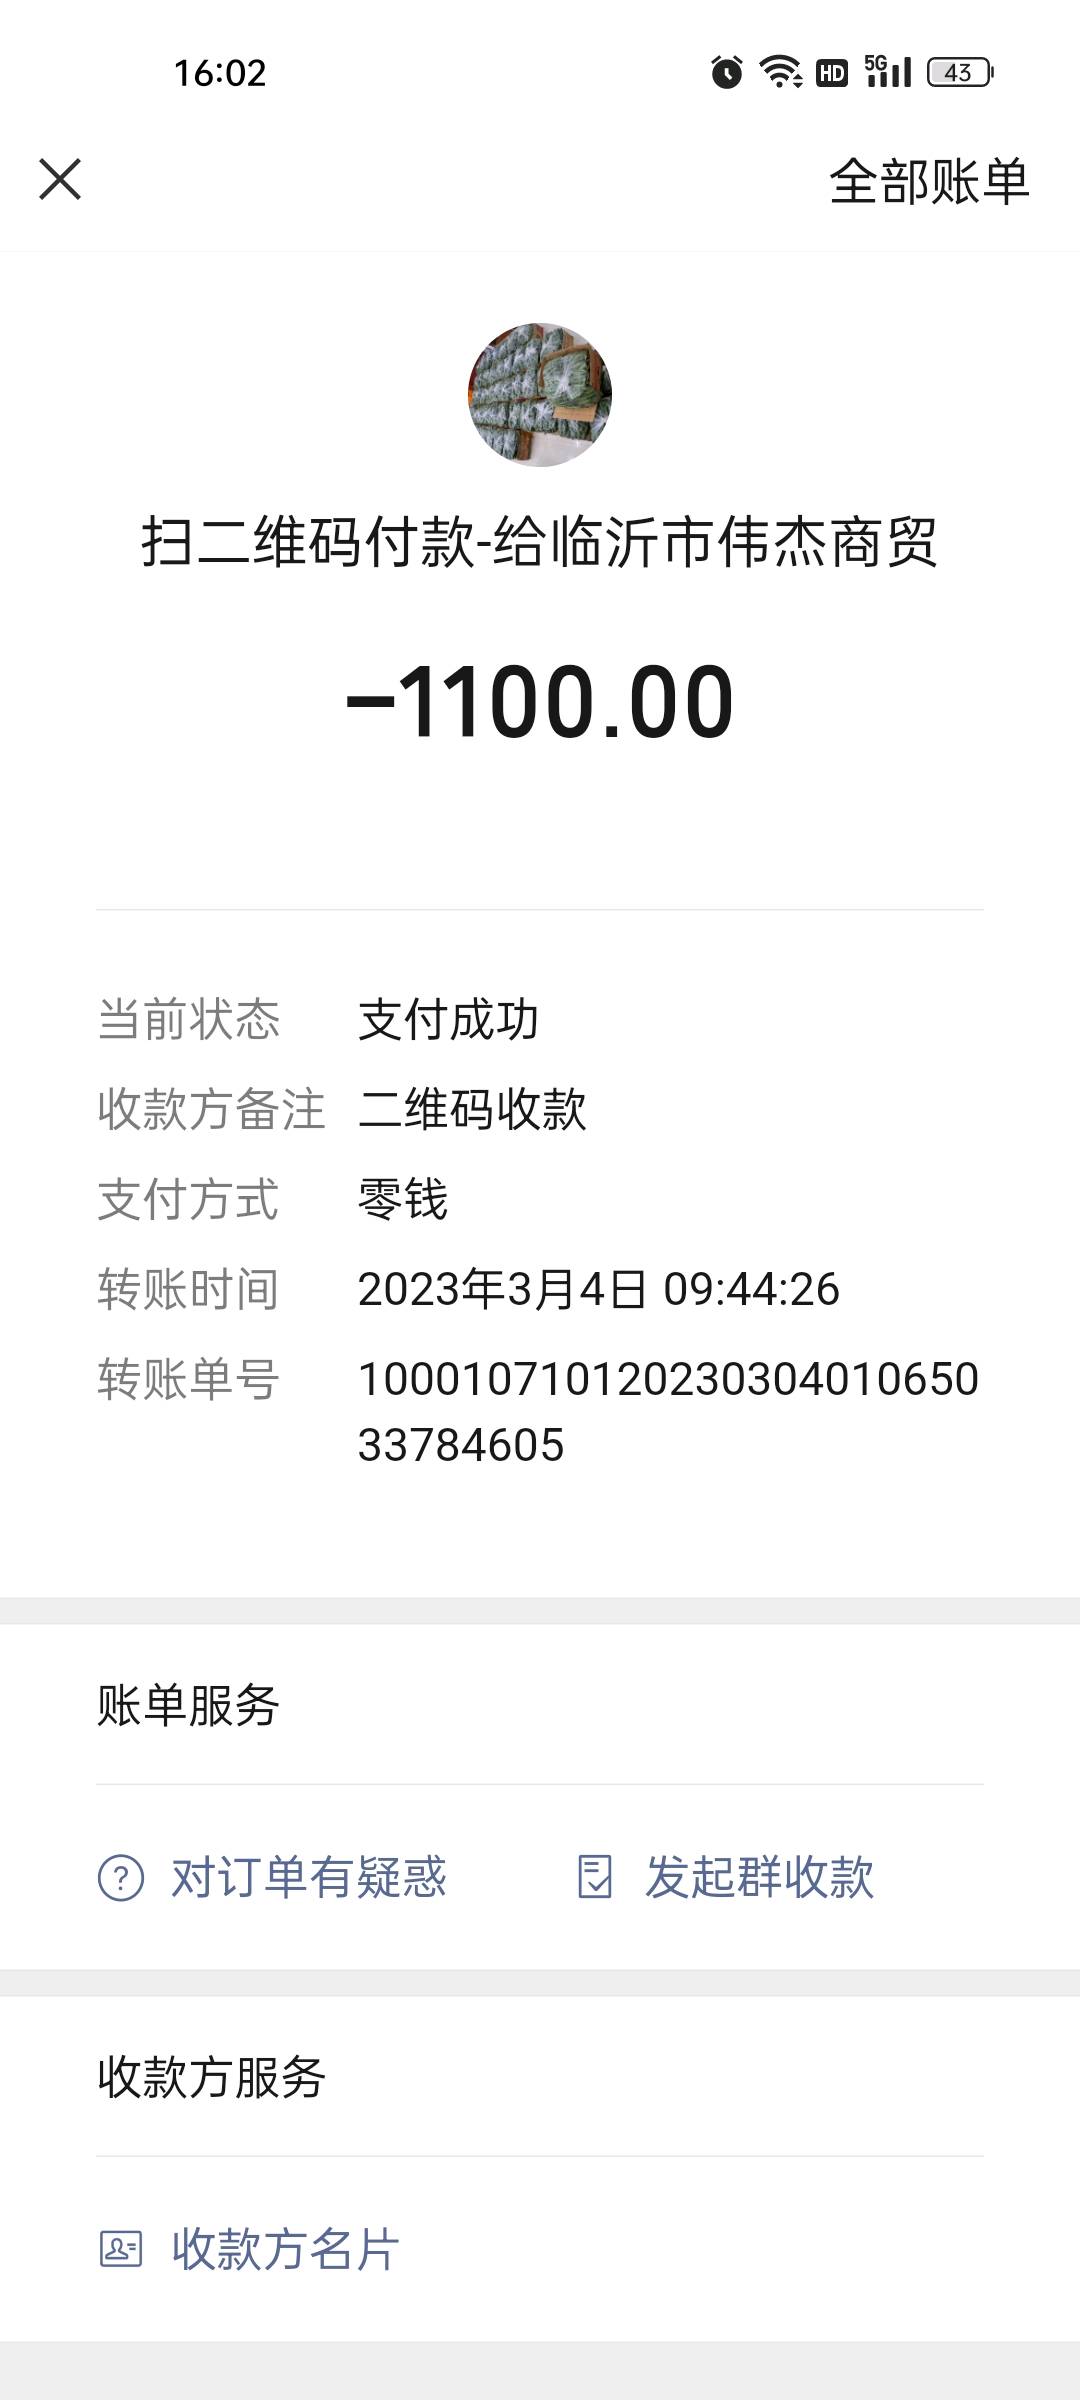 16:02
HD 5G 43
全部账单
扫二维码付款-给临沂市伟杰商贸
-1100.00
当前状态 支付成功
收款方备注 二维码收款
支付方式 零钱
转账时间 2023年3月4日 09:44:26
转账单号 100010710120230304010650
33784605
账单服务
对订单有疑惑 发起群收款
收款方服务
收款方名片